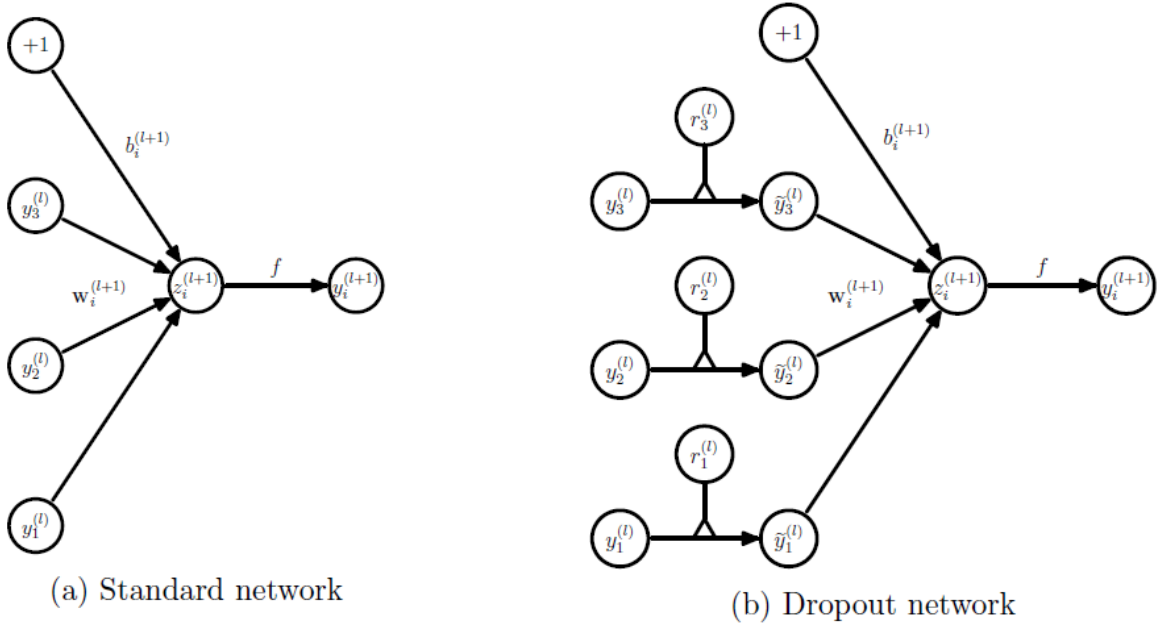 +1
b_i^{(l+1)}
y_3^{(l)}
w_i^{(l+1)}
z_i^{(l+1)}
f
y_i^{(l+1)}
y_2^{(l)}
y_1^{(l)}
(a) Standard network
+1
b_i^{(l+1)}
r_3^{(l)}
y_3^{(l)}
ỹ_3^{(l)}
r_2^{(l)}
w_i^{(l+1)}
z_i^{(l+1)}
f
y_i^{(l+1)}
y_2^{(l)}
ỹ_2^{(l)}
r_1^{(l)}
y_1^{(l)}
ỹ_1^{(l)}
(b) Dropout network